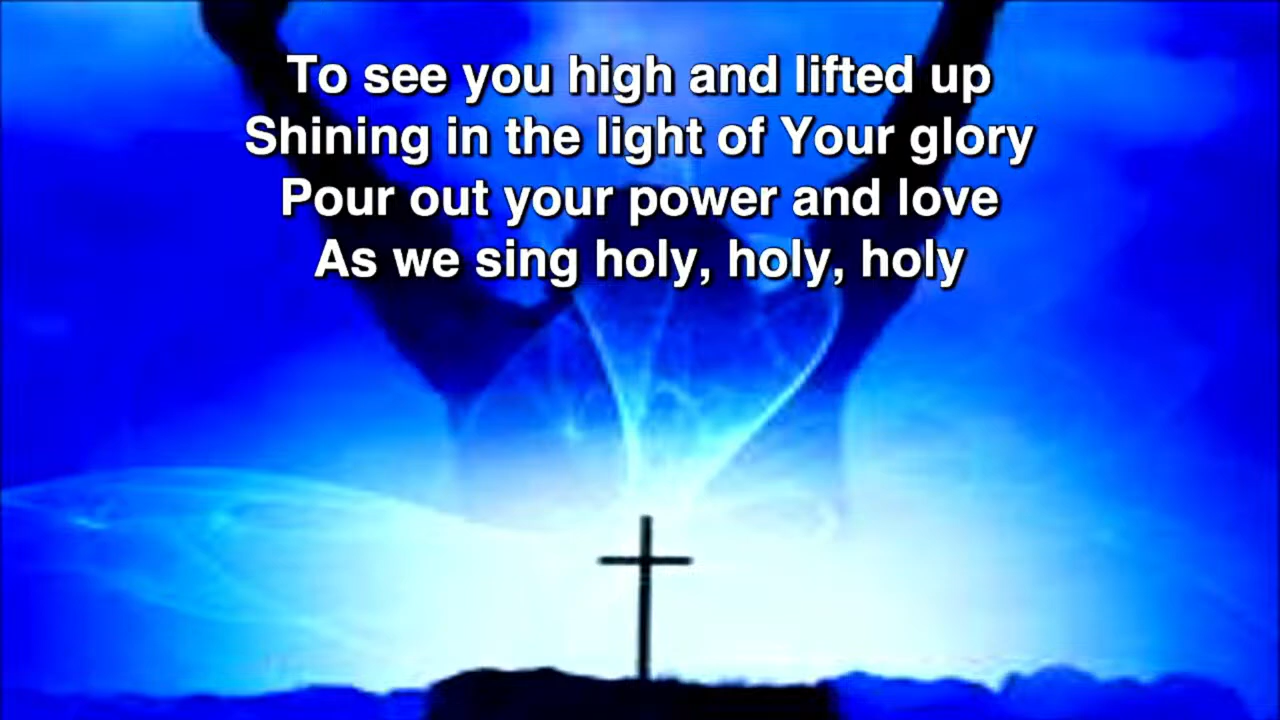 To see you high and lifted up
Shining in the light of Your glory
Pour out your power and love
As we sing holy, holy, holy